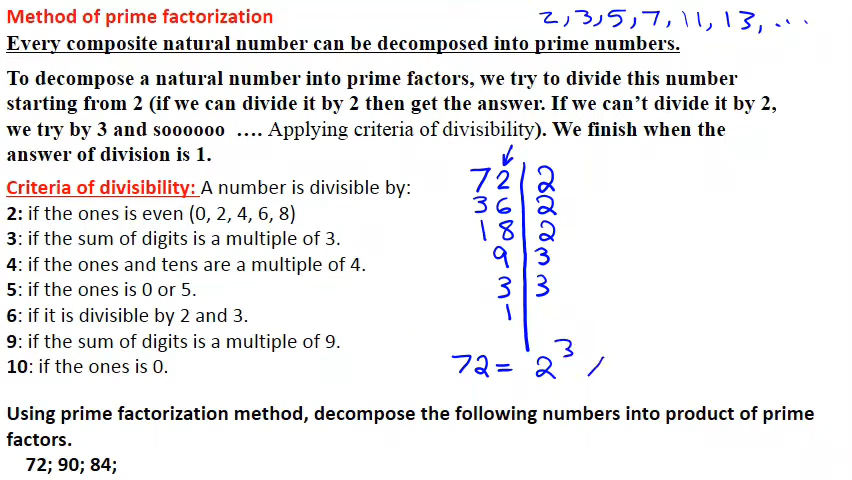 Method of prime factorization
2, 3, 5, 7, 11, 13, ...
Every composite natural number can be decomposed into prime numbers.
To decompose a natural number into prime factors, we try to divide this number
starting from 2 (if we can divide it by 2 then get the answer. If we can’t divide it by 2,
we try by 3 and soooooo …. Applying criteria of divisibility). We finish when the
answer of division is 1.
Criteria of divisibility: A number is divisible by:
2: if the ones is even (0, 2, 4, 6, 8)
3: if the sum of digits is a multiple of 3.
4: if the ones and tens are a multiple of 4.
5: if the ones is 0 or 5.
6: if it is divisible by 2 and 3.
9: if the sum of digits is a multiple of 9.
10: if the ones is 0.
72 | 2
36 | 2
18 | 2
9 | 3
3 | 3
1 |
72 = 2³
Using prime factorization method, decompose the following numbers into product of prime
factors.
72; 90; 84;